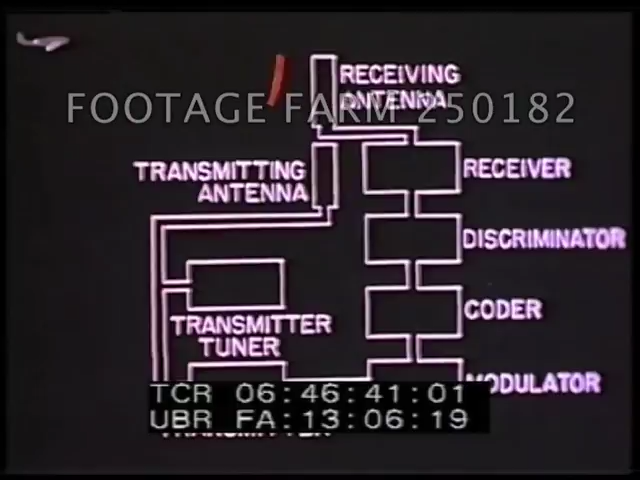 RECEIVING
ANTENNA
FOOTAGE FARM 250182
TRANSMITTING
ANTENNA
RECEIVER
DISCRIMINATOR
CODER
TRANSMITTER
TUNER
MODULATOR
TCR 06:46:41:01
UBR FA:13:06:19